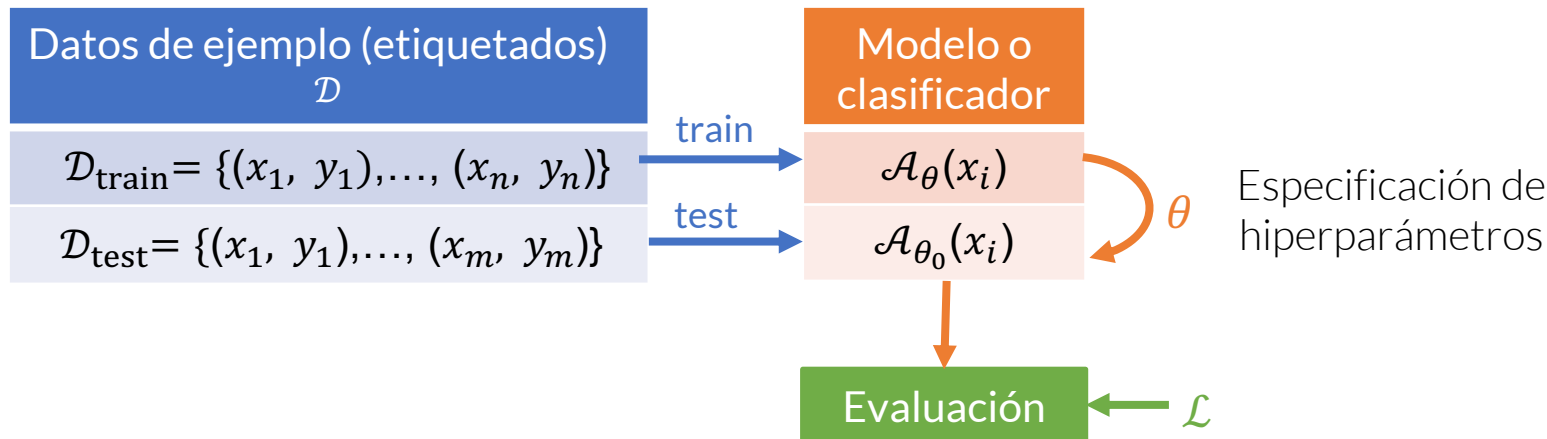 Datos de ejemplo (etiquetados)
𝒟
Modelo o
clasificador
train
𝒟train= {(x1, y1),…, (xn, yn)}
𝒜θ(xi)
test
𝒟test= {(x1, y1),…, (xm, ym)}
𝒜θ0(xi)
θ
Especificación de
hiperparámetros
Evaluación
ℒ